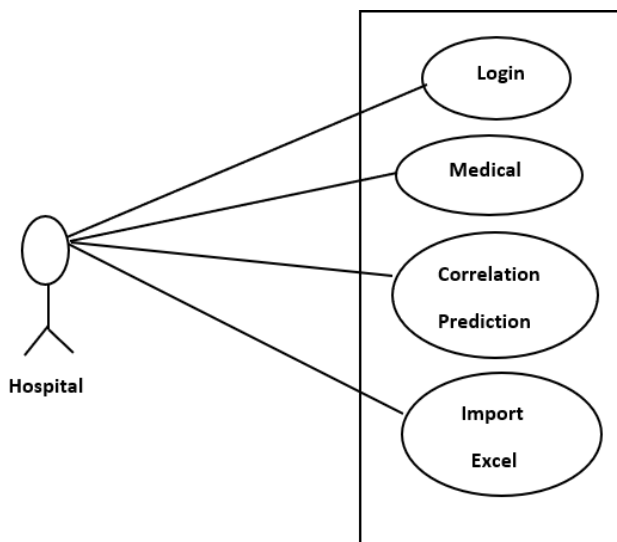 Login
Medical
Correlation
Prediction
Hospital
Import
Excel